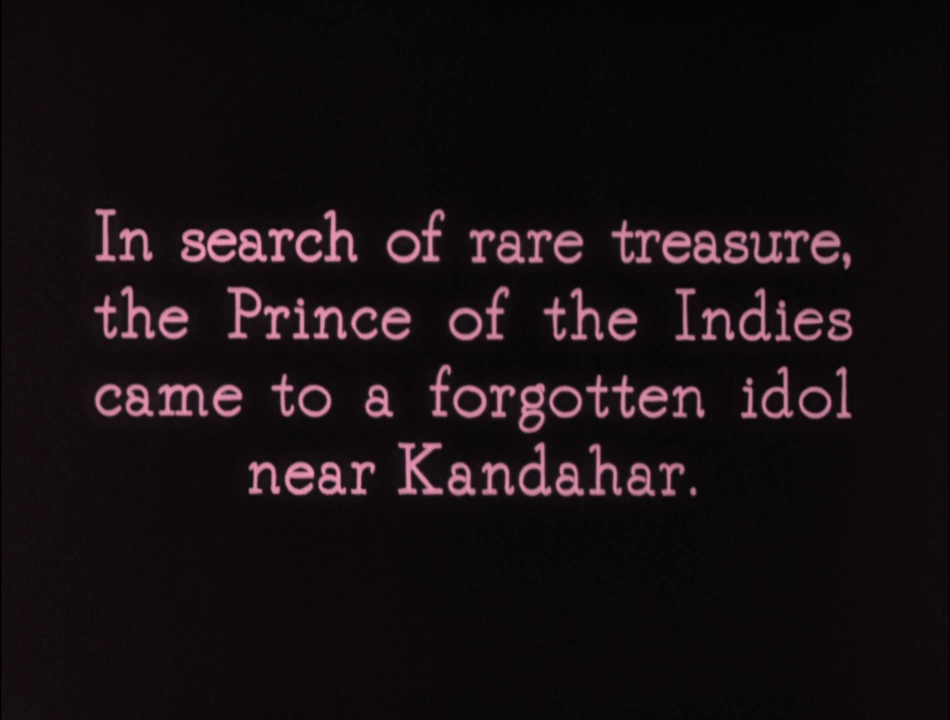 In search of rare treasure,
the Prince of the Indies
came to a forgotten idol
near Kandahar.